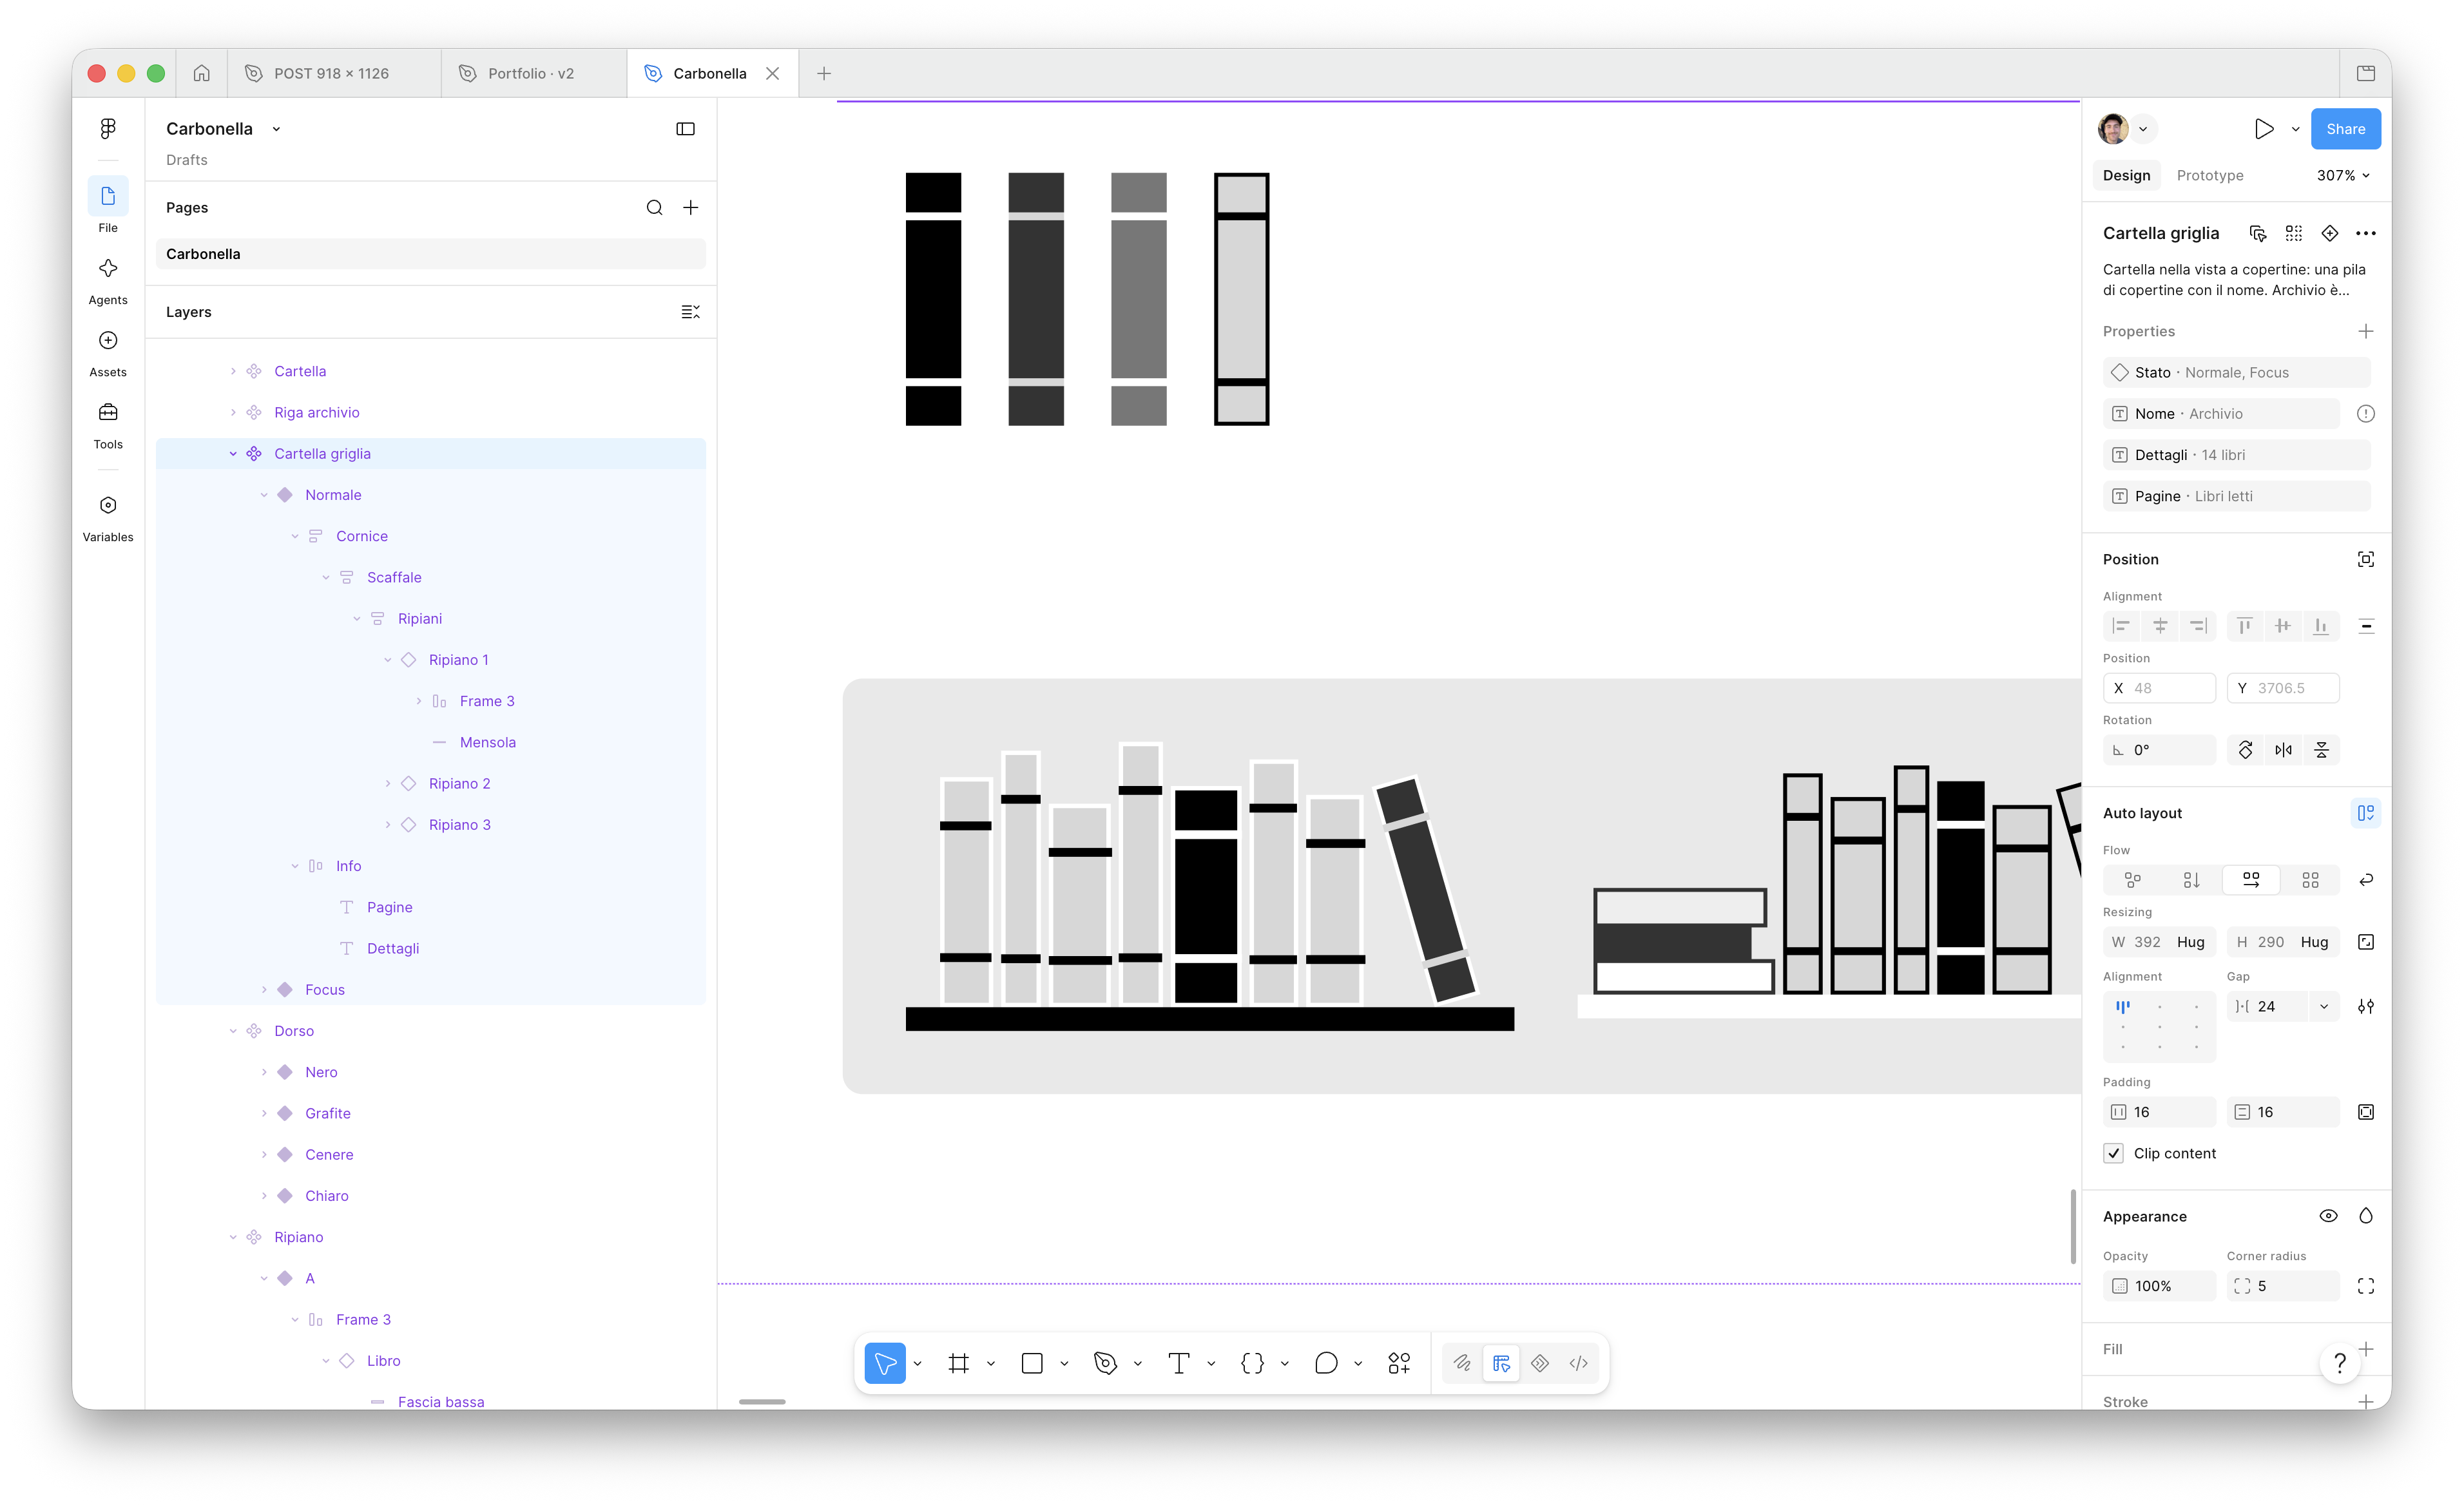 POST 918 × 1126
Portfolio · v2
Carbonella
File
Agents
Assets
Tools
Variables
Carbonella
Drafts
Pages
Carbonella
Layers
Cartella
Riga archivio
Cartella griglia
Normale
Cornice
Scaffale
Ripiani
Ripiano 1
Frame 3
Mensola
Ripiano 2
Ripiano 3
Info
Pagine
Dettagli
Focus
Dorso
Nero
Grafite
Cenere
Chiaro
Ripiano
A
Frame 3
Libro
Fascia bassa
Share
Design Prototype 307%
Cartella griglia
Cartella nella vista a copertine: una pila
di copertine con il nome. Archivio è...
Properties
Stato · Normale, Focus
Nome · Archivio
Dettagli · 14 libri
Pagine · Libri letti
Position
Alignment
Position
X 48 Y 3706.5
Rotation
0°
Auto layout
Flow
Resizing
W 392 Hug H 290 Hug
Alignment Gap
24
Padding
16 16
Clip content
Appearance
Opacity Corner radius
100% 5
Fill
?
Stroke